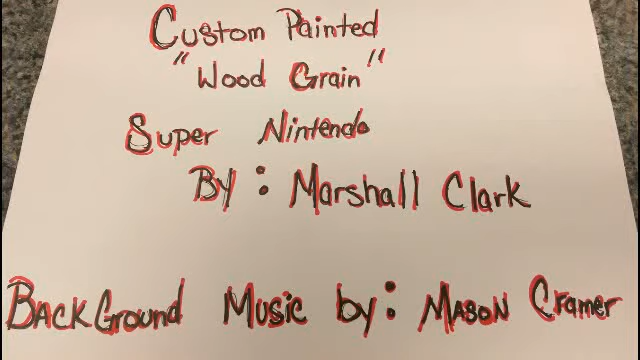 Custom Painted
"Wood Grain"
Super Nintendo
By: Marshall Clark
BackGround Music by: Mason Cramer